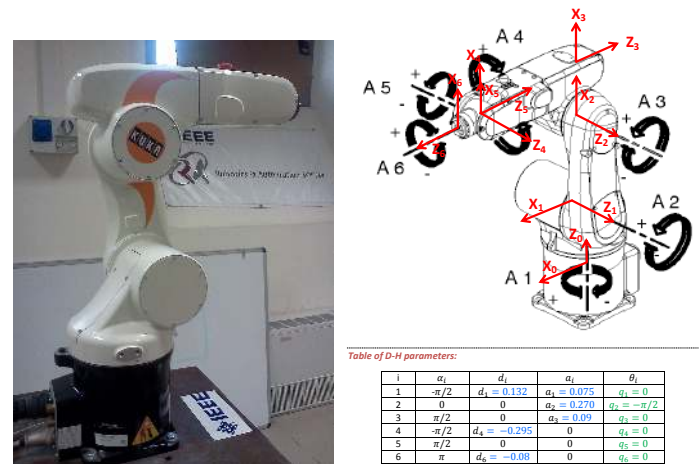 KUKA
IEEE
IEEE
A 4
A 5
A 6
A 3
A 2
A 1
+
-
+
-
+
-
+
-
+
-
+
X₃
Z₃
X₆
X₅
Z₅
Z₄
X₂
Z₂
X₁
Z₁
Z₀
X₀
Table of D-H parameters:
i αᵢ dᵢ aᵢ θᵢ
1 -π/2 d₁ = 0.132 a₁ = 0.075 q₁ = 0
2 0 0 a₂ = 0.270 q₂ = −π/2
3 π/2 0 a₃ = 0.09 q₃ = 0
4 -π/2 d₄ = −0.295 0 q₄ = 0
5 π/2 0 0 q₅ = 0
6 π d₆ = −0.08 0 q₆ = 0